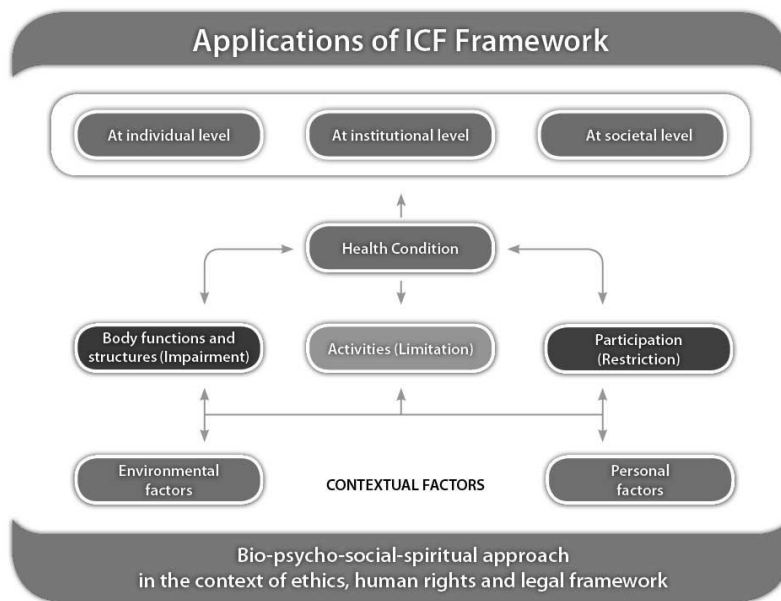 Applications of ICF Framework
At individual level
At institutional level
At societal level
Health Condition
Body functions and
structures (Impairment)
Activities (Limitation)
Participation
(Restriction)
Environmental
factors
CONTEXTUAL FACTORS
Personal
factors
Bio-psycho-social-spiritual approach
in the context of ethics, human rights and legal framework